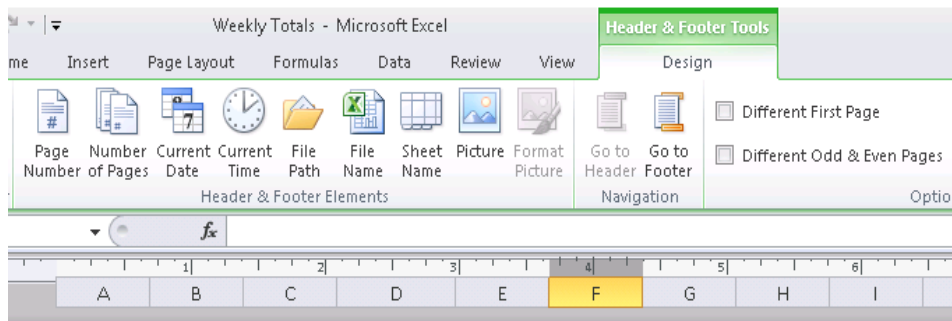 Weekly Totals - Microsoft Excel
Header & Footer Tools
me Insert Page Layout Formulas Data Review View Design
Page Number
Number of Pages
Current Date
Current Time
File Path
File Name
Sheet Name
Picture
Format Picture
Go to Header
Go to Footer
Different First Page
Different Odd & Even Pages
Header & Footer Elements
Navigation
Optio
fx
1 2 3 4 5 6
A B C D E F G H I